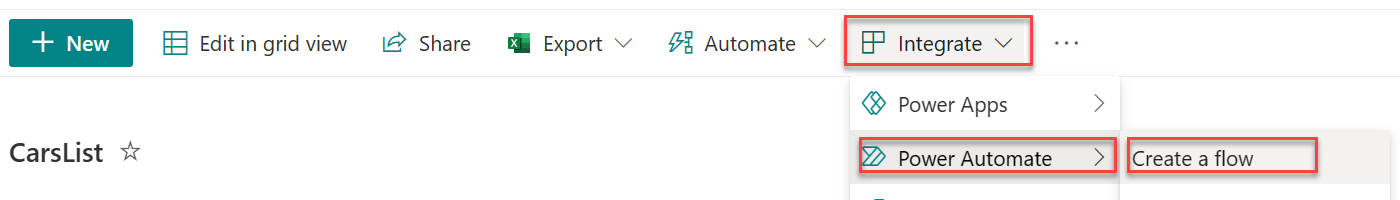 New Edit in grid view Share Export Automate Integrate ...
Power Apps
CarsList
Power Automate Create a flow